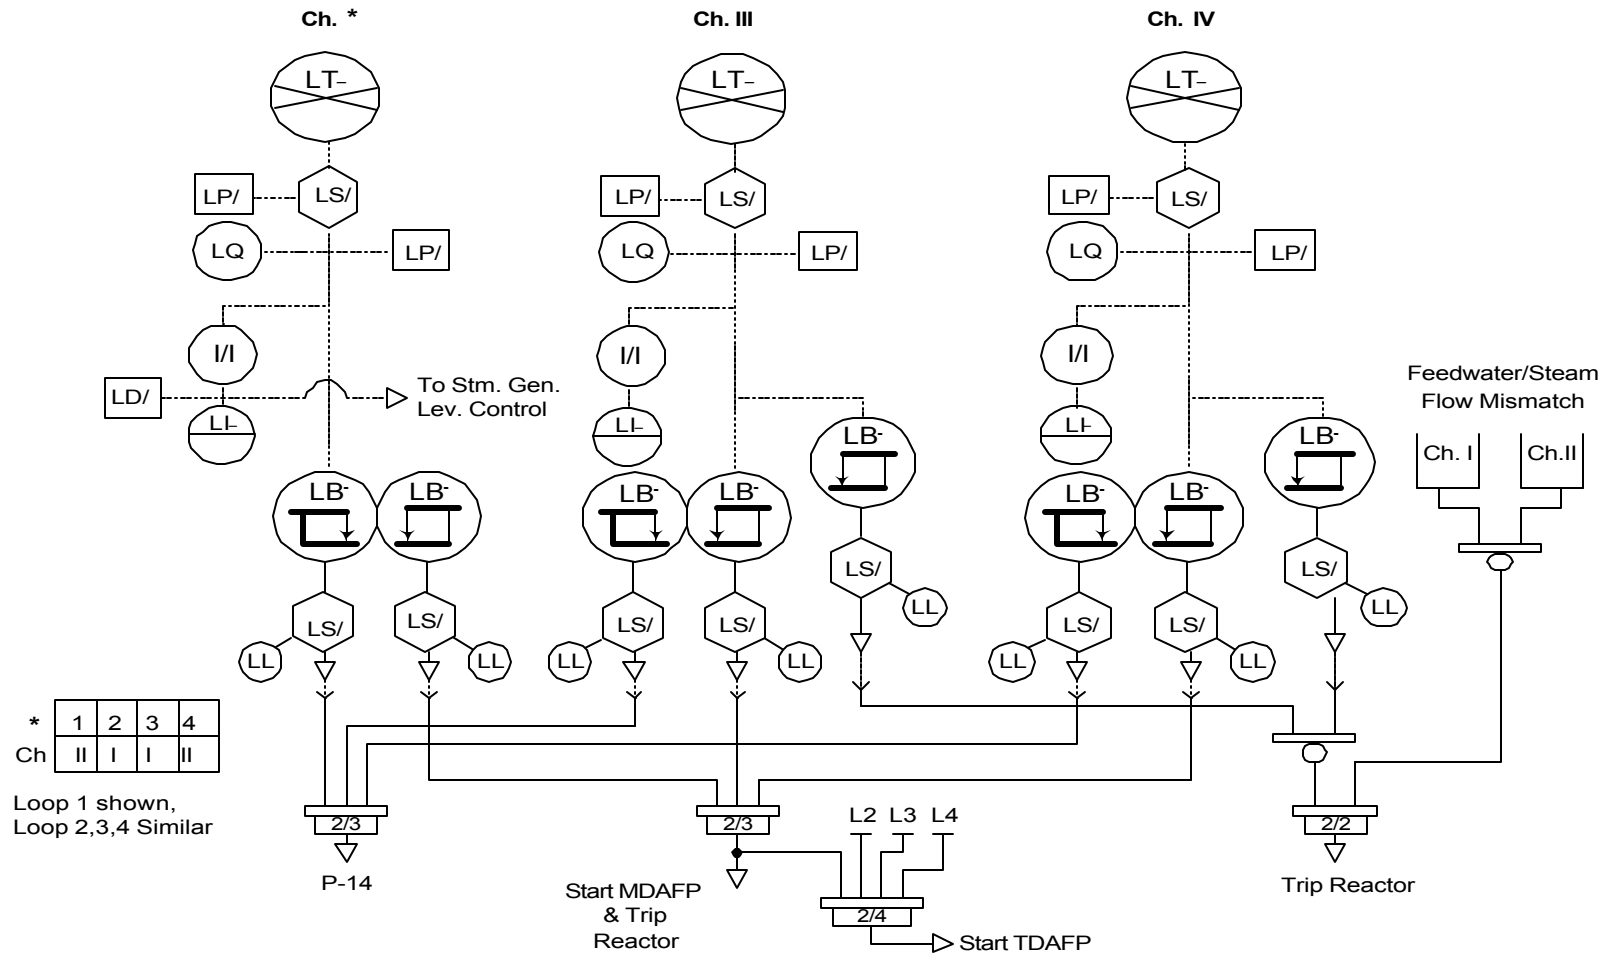 Ch. * Ch. III Ch. IV
LT- LT- LT-
LP/ LS/ LP/ LS/ LP/ LS/
LQ LP/ LQ LP/ LQ LP/
I/I I/I I/I
LD/ To Stm. Gen.
Lev. Control
Feedwater/Steam
Flow Mismatch
LI- LI- LI-
LB- LB-
Ch. I Ch.II
LB- LB- LB- LB- LB- LB-
LS/ LL LS/ LL
LS/ LS/ LS/ LS/ LS/ LS/
LL LL LL LL LL LL
* 1 2 3 4
Ch II I I II
Loop 1 shown,
Loop 2,3,4 Similar
L2 L3 L4
2/3 2/3 2/2
P-14
Start MDAFP
& Trip
Reactor
Trip Reactor
2/4
Start TDAFP